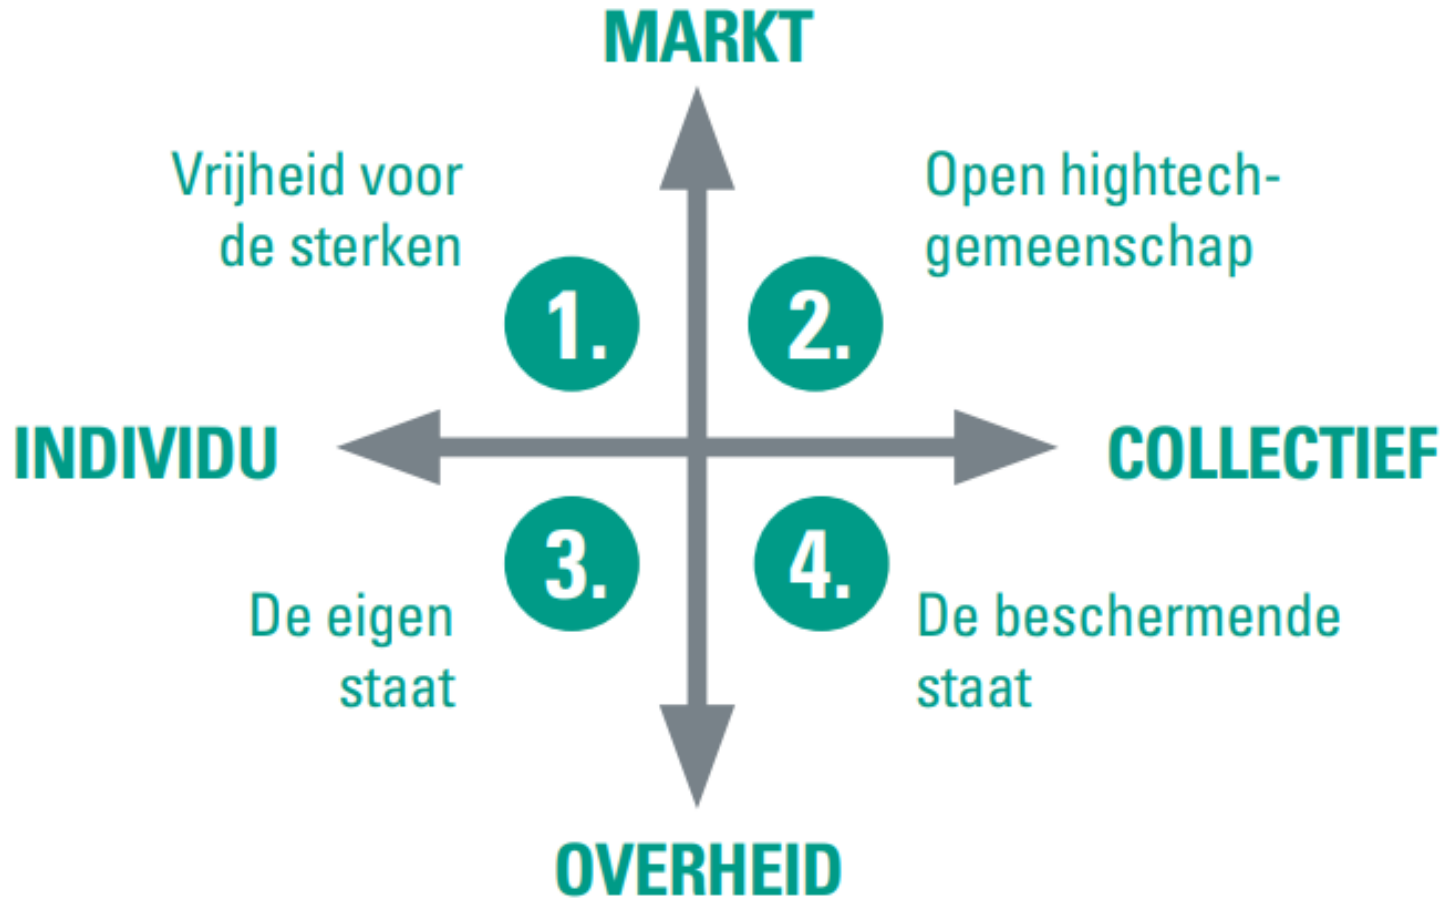 MARKT
Vrijheid voor
de sterken
Open hightech-
gemeenschap
1.
2.
INDIVIDU
COLLECTIEF
3.
4.
De eigen
staat
De beschermende
staat
OVERHEID